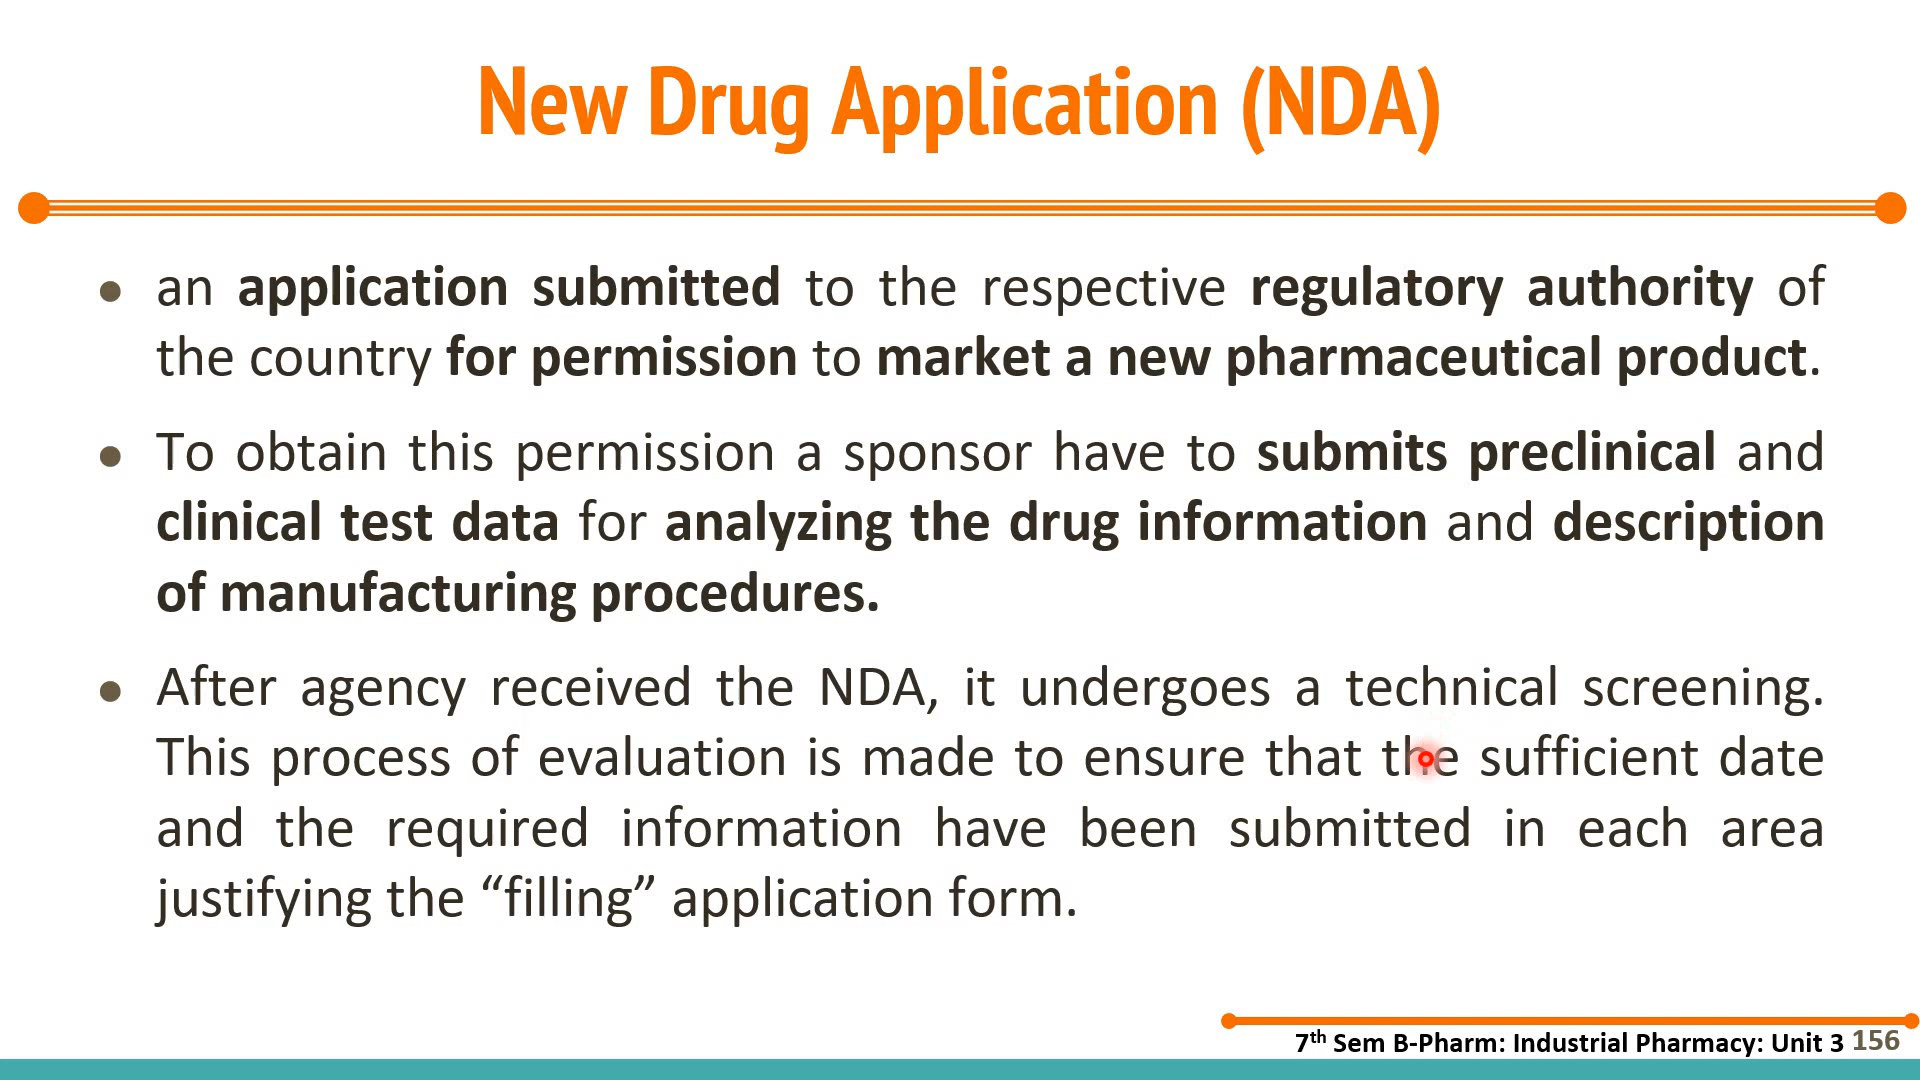 New Drug Application (NDA)
• an application submitted to the respective regulatory authority of
the country for permission to market a new pharmaceutical product.
• To obtain this permission a sponsor have to submits preclinical and
clinical test data for analyzing the drug information and description
of manufacturing procedures.
• After agency received the NDA, it undergoes a technical screening.
This process of evaluation is made to ensure that the sufficient date
and the required information have been submitted in each area
justifying the “filling” application form.
7th Sem B-Pharm: Industrial Pharmacy: Unit 3 156